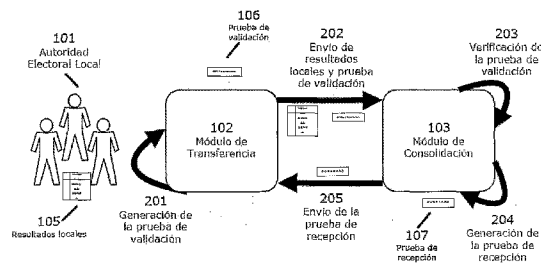 101
Autoridad
Electoral Local
106
Prueba de
validación
202
Envío de
resultados
locales y prueba
de validación
203
Verificación de
la prueba de
validación
102
Módulo de
Transferencia
103
Módulo de
Consolidación
105
Resultados locales
201
Generación de
la prueba de
validación
205
Envío de la
prueba de
recepción
107
Prueba de
recepción
204
Generación de
la prueba de
recepción